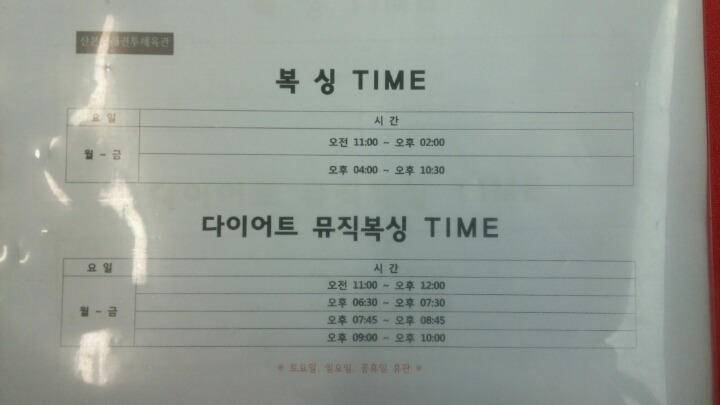 복 싱 TIME
요 일 시 간
월 ~ 금
오전 11:00 ~ 오후 02:00
오후 04:00 ~ 오후 10:30
다이어트 뮤직복싱 TIME
요 일 시 간
월 ~ 금
오전 11:00 ~ 오후 12:00
오후 06:30 ~ 오후 07:30
오후 07:45 ~ 오후 08:45
오후 09:00 ~ 오후 10:00
* 토요일, 일요일, 공휴일 휴관 *